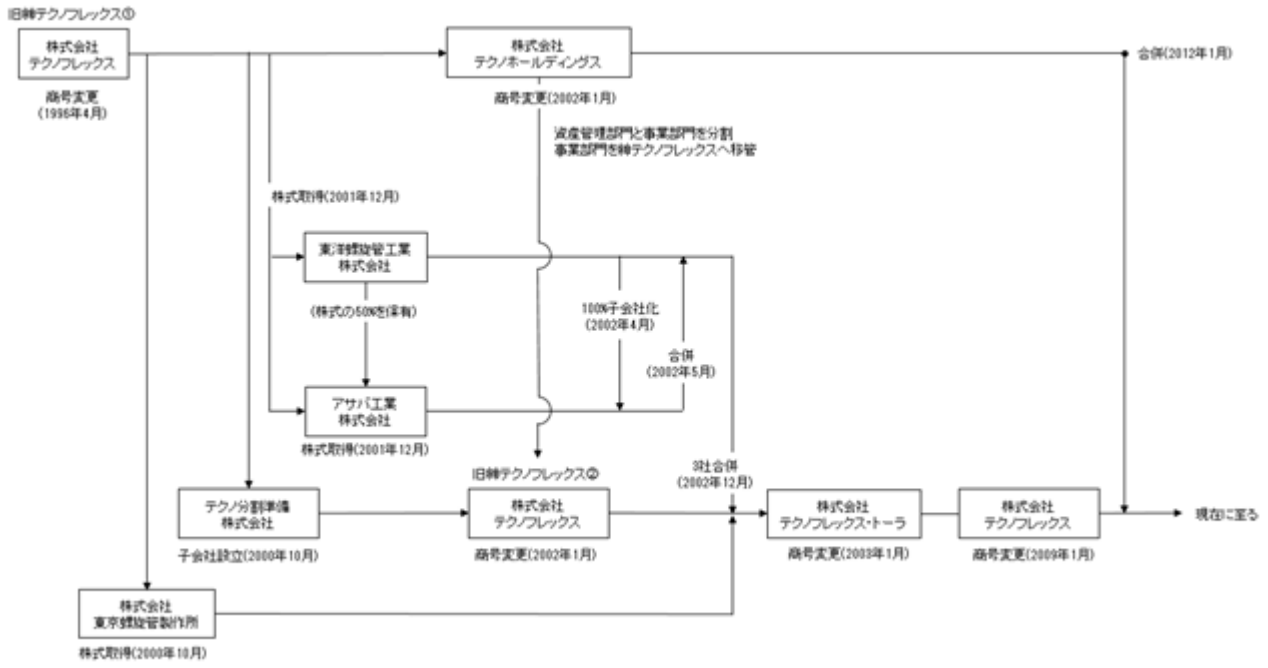 旧㈱テクノフレックス①
株式会社
テクノフレックス
商号変更
(1996年4月)
株式会社
テクノホールディングス
商号変更(2002年1月)
合併(2012年1月)
資産管理部門と事業部門を分割
事業部門を㈱テクノフレックスへ移管
株式取得(2001年12月)
東洋螺旋管工業
株式会社
(株式の50%を保有)
100%子会社化
(2002年4月)
合併
(2002年5月)
アサバ工業
株式会社
株式取得(2001年12月)
旧㈱テクノフレックス②
3社合併
(2002年12月)
テクノ分割準備
株式会社
子会社設立(2000年10月)
株式会社
テクノフレックス
商号変更(2002年1月)
株式会社
テクノフレックス・トーラ
商号変更(2003年1月)
株式会社
テクノフレックス
商号変更(2009年1月)
現在に至る
株式会社
東京螺旋管製作所
株式取得(2000年10月)